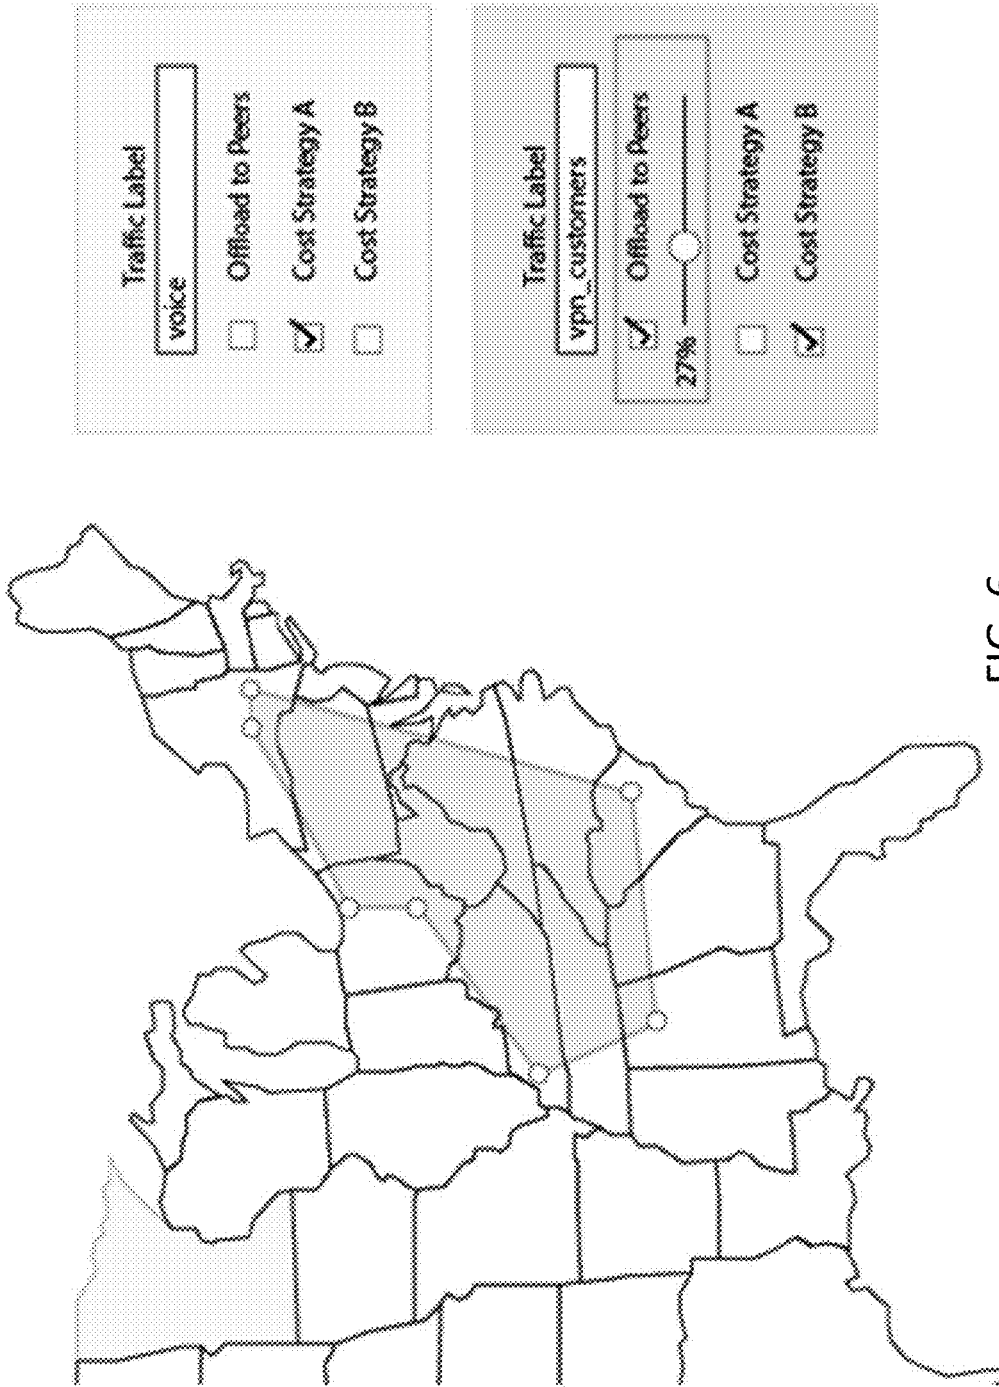 Traffic Label
voice
Offload to Peers
Cost Strategy A
Cost Strategy B
Traffic Label
vpn_customers
Offload to Peers
27%
Cost Strategy A
Cost Strategy B